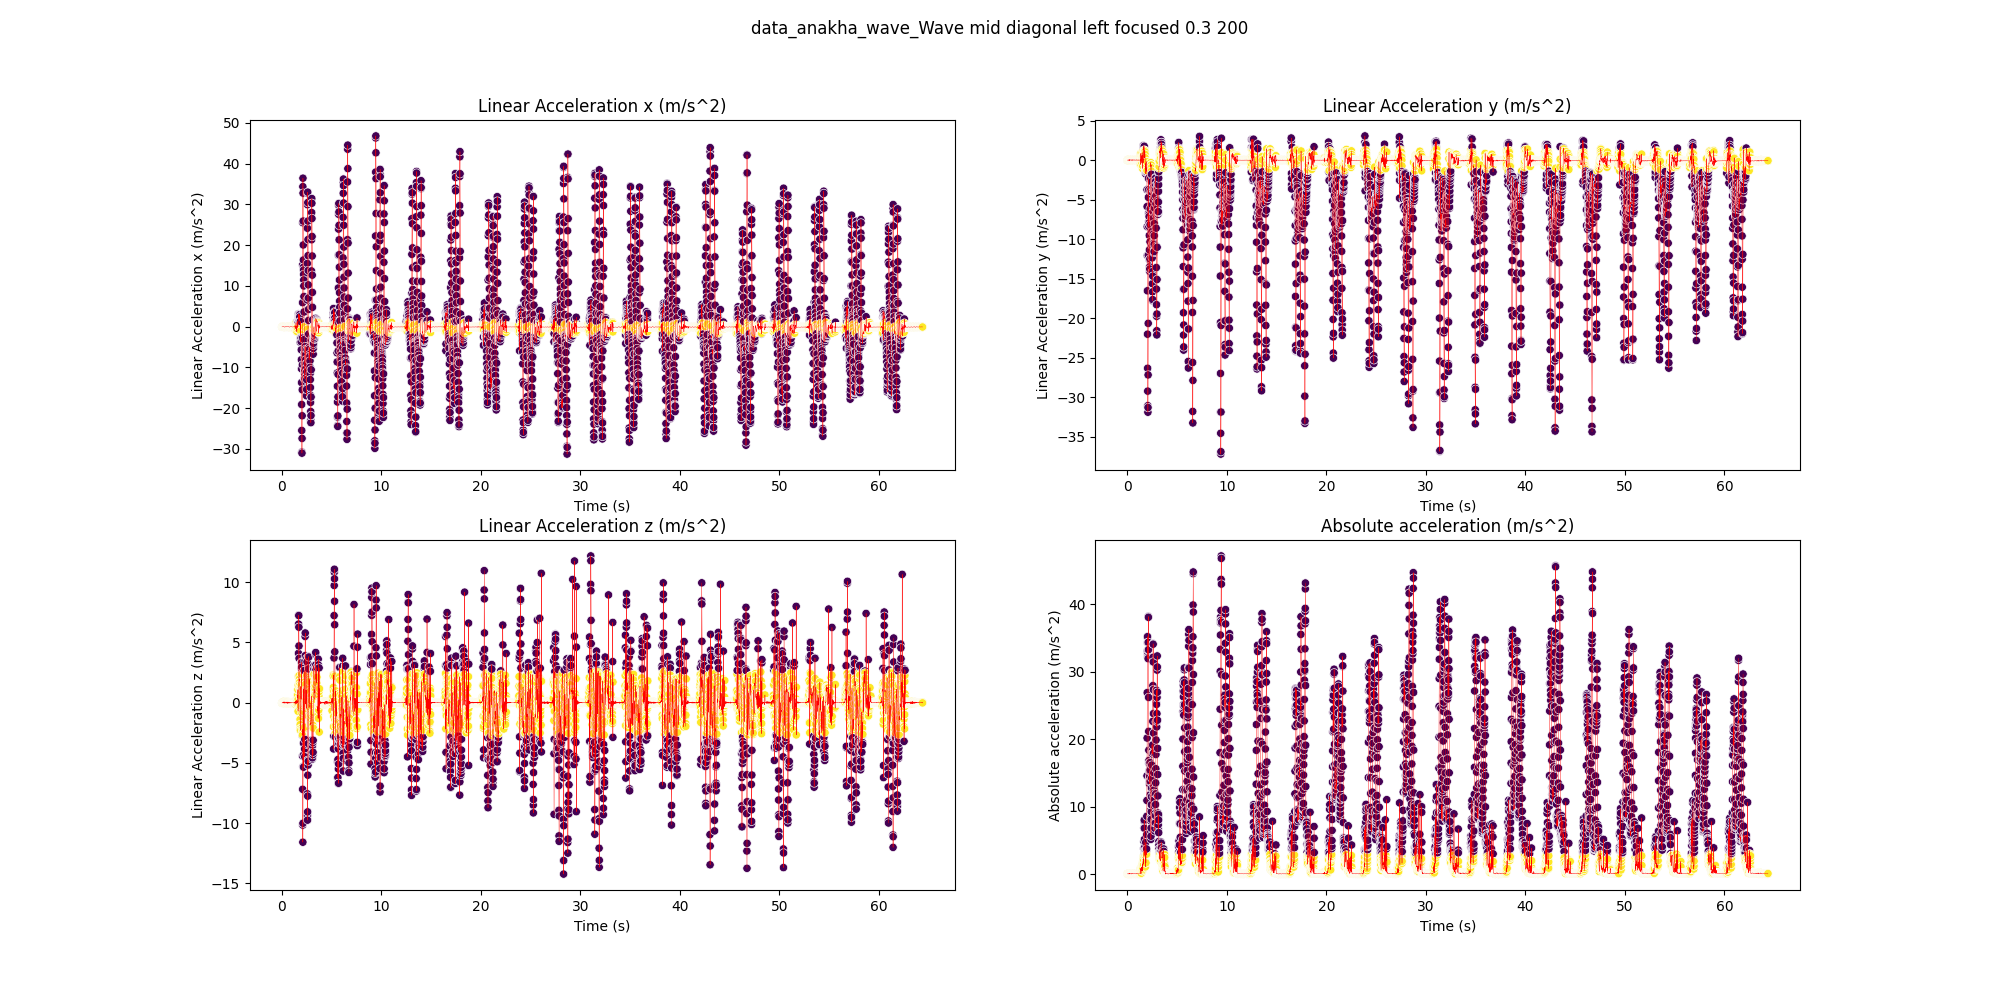 data_anakha_wave_Wave mid diagonal left focused 0.3 200
Linear Acceleration x (m/s^2)
Linear Acceleration x (m/s^2)
50
40
30
20
10
0
−10
−20
−30
0 10 20 30 40 50 60
Time (s)
Linear Acceleration y (m/s^2)
Linear Acceleration y (m/s^2)
5
0
−5
−10
−15
−20
−25
−30
−35
0 10 20 30 40 50 60
Time (s)
Linear Acceleration z (m/s^2)
Linear Acceleration z (m/s^2)
10
5
0
−5
−10
−15
0 10 20 30 40 50 60
Time (s)
Absolute acceleration (m/s^2)
Absolute acceleration (m/s^2)
40
30
20
10
0
0 10 20 30 40 50 60
Time (s)